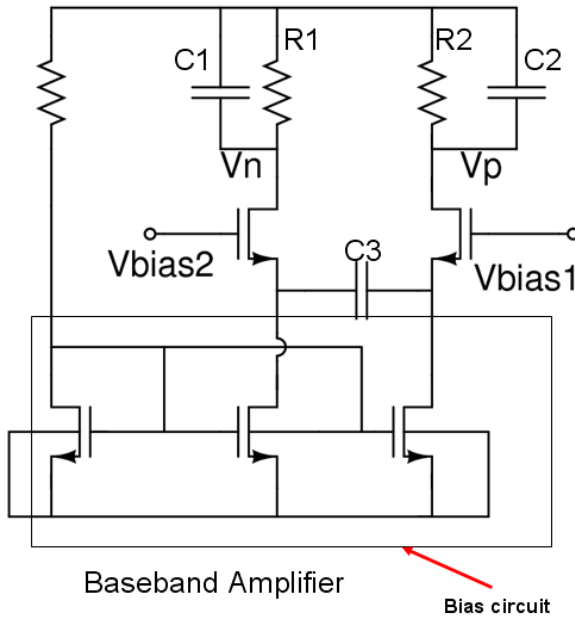 C1
R1
R2
C2
Vn
Vp
Vbias2
C3
Vbias1
Baseband Amplifier
Bias circuit